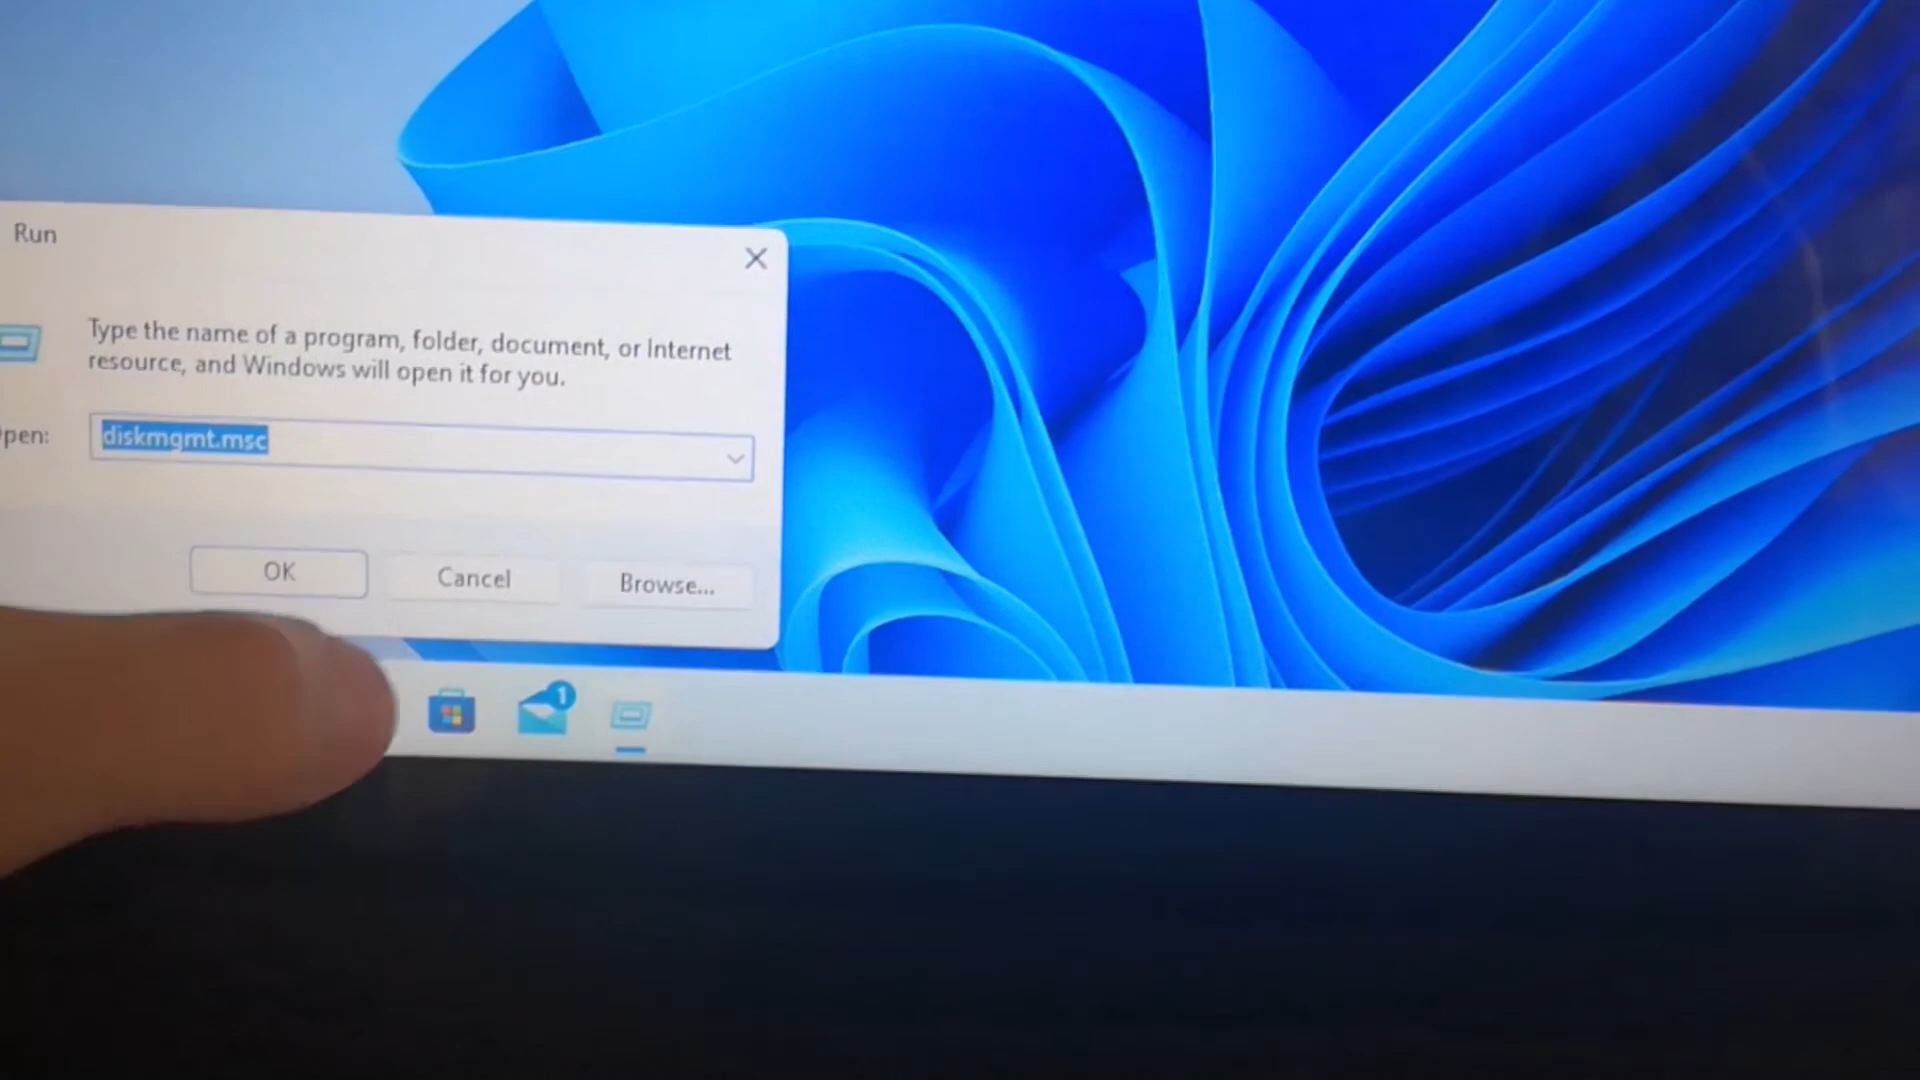 Run
Type the name of a program, folder, document, or Internet
resource, and Windows will open it for you.
pen:
diskmgmt.msc
OK
Cancel
Browse...
1